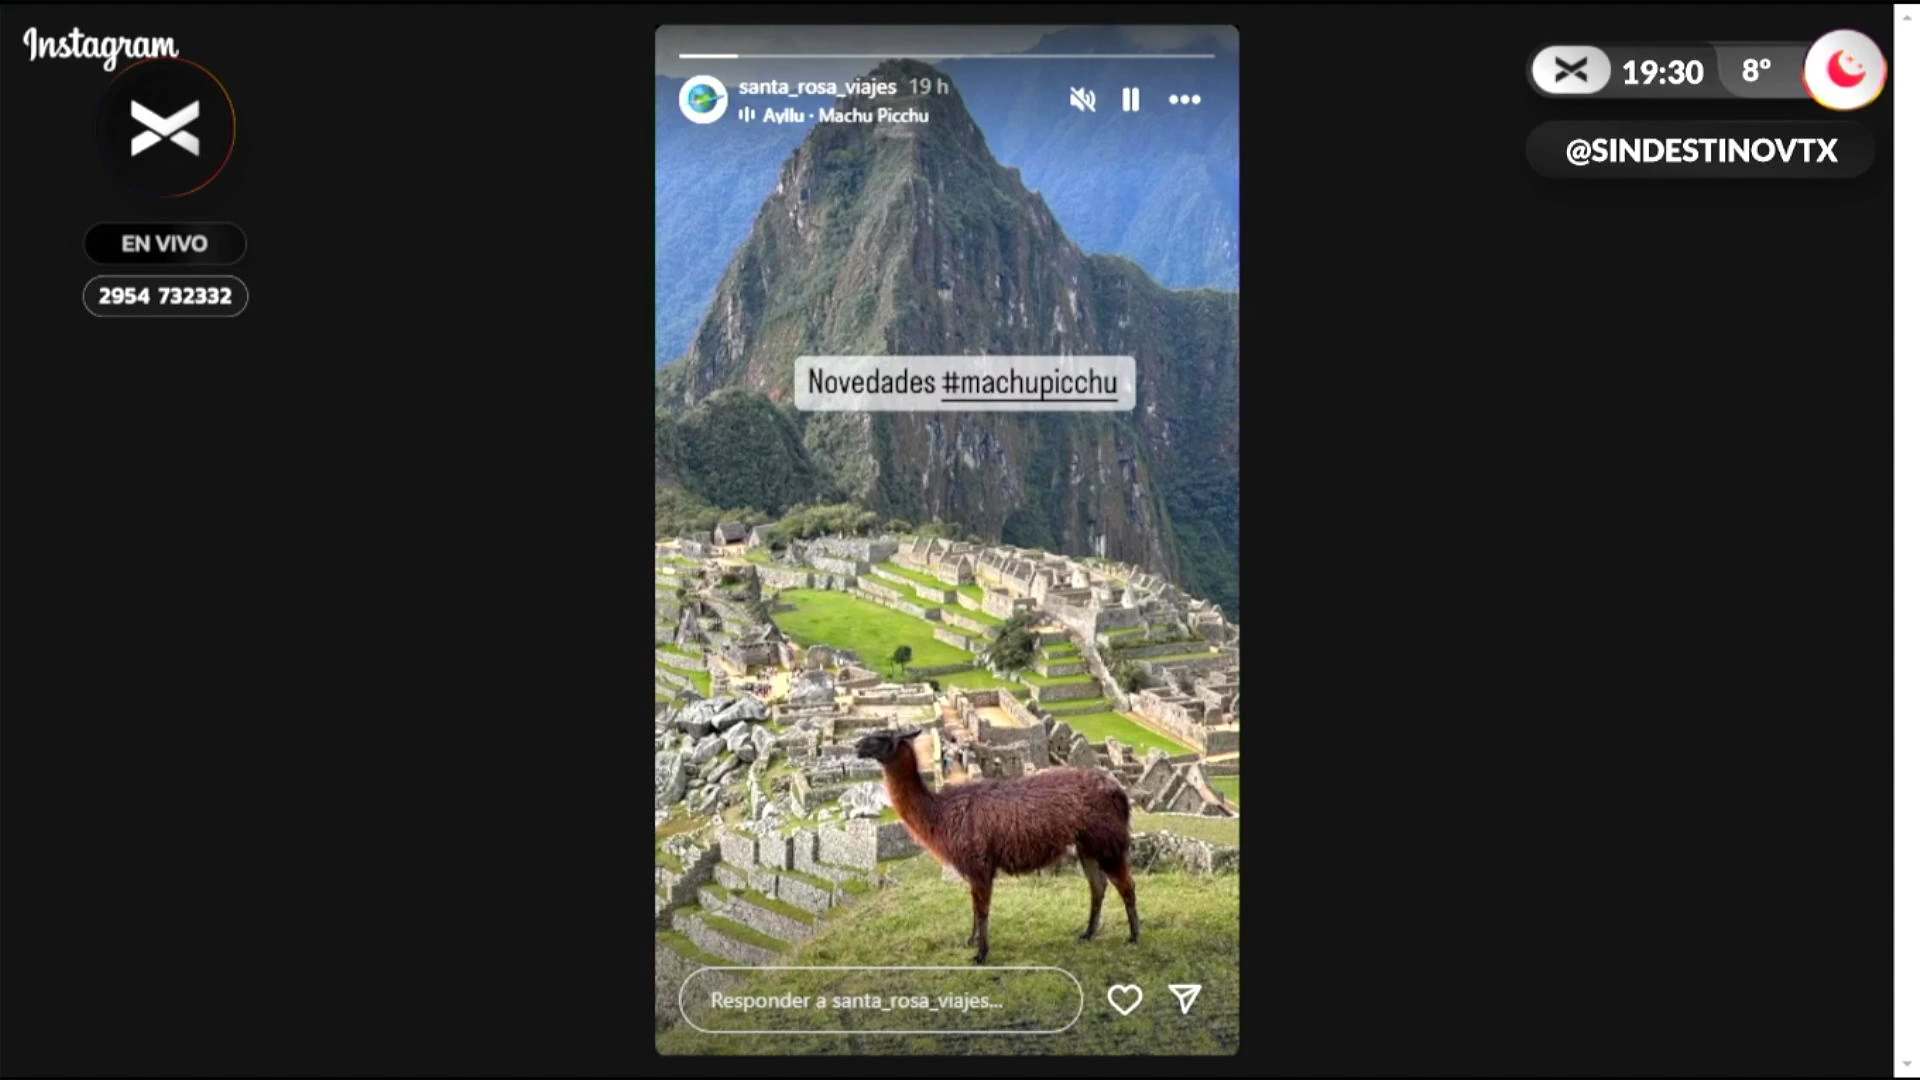 Instagram
EN VIVO
2954 732332
santa_rosa_viajes 19 h
Ayllu · Machu Picchu
Novedades #machupicchu
Responder a santa_rosa_viajes...
19:30 8°
@SINDESTINOVTX